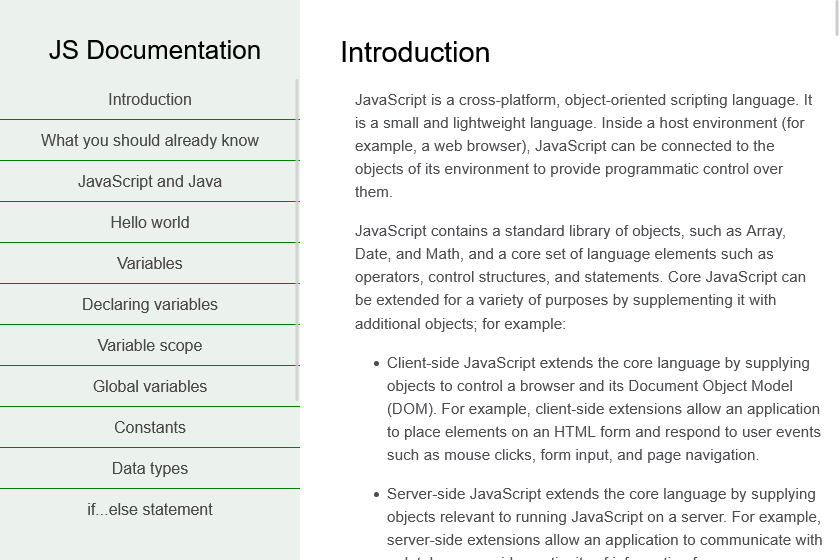 JS Documentation
Introduction
What you should already know
JavaScript and Java
Hello world
Variables
Declaring variables
Variable scope
Global variables
Constants
Data types
if...else statement
Introduction
JavaScript is a cross-platform, object-oriented scripting language. It
is a small and lightweight language. Inside a host environment (for
example, a web browser), JavaScript can be connected to the
objects of its environment to provide programmatic control over
them.
JavaScript contains a standard library of objects, such as Array,
Date, and Math, and a core set of language elements such as
operators, control structures, and statements. Core JavaScript can
be extended for a variety of purposes by supplementing it with
additional objects; for example:
• Client-side JavaScript extends the core language by supplying
objects to control a browser and its Document Object Model
(DOM). For example, client-side extensions allow an application
to place elements on an HTML form and respond to user events
such as mouse clicks, form input, and page navigation.
• Server-side JavaScript extends the core language by supplying
objects relevant to running JavaScript on a server. For example,
server-side extensions allow an application to communicate with